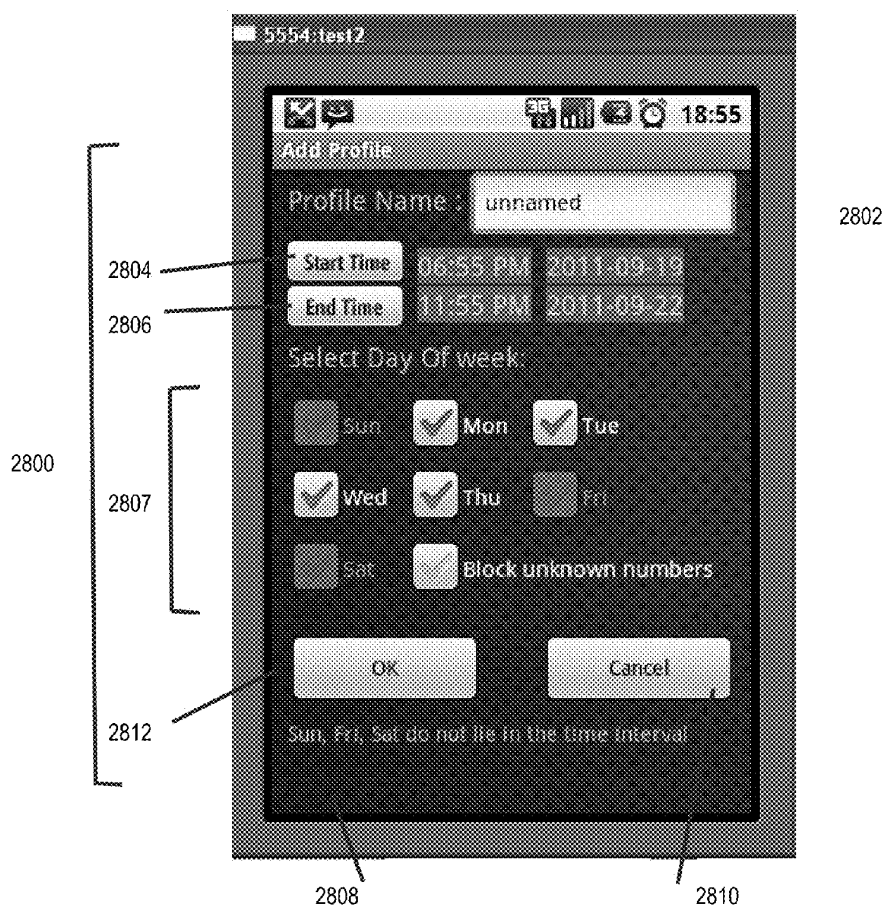 5554:test2
3G
18:55
Add Profile
Profile Name : unnamed
2802
2804
Start Time 06:55 PM 2011-09-19
2806
End Time 11:55 PM 2011-09-22
Select Day Of week:
Sun Mon Tue
2800
2807
Wed Thu Fri
Sat Block unknown numbers
OK Cancel
2812
Sun, Fri, Sat do not lie in the time interval
2808 2810